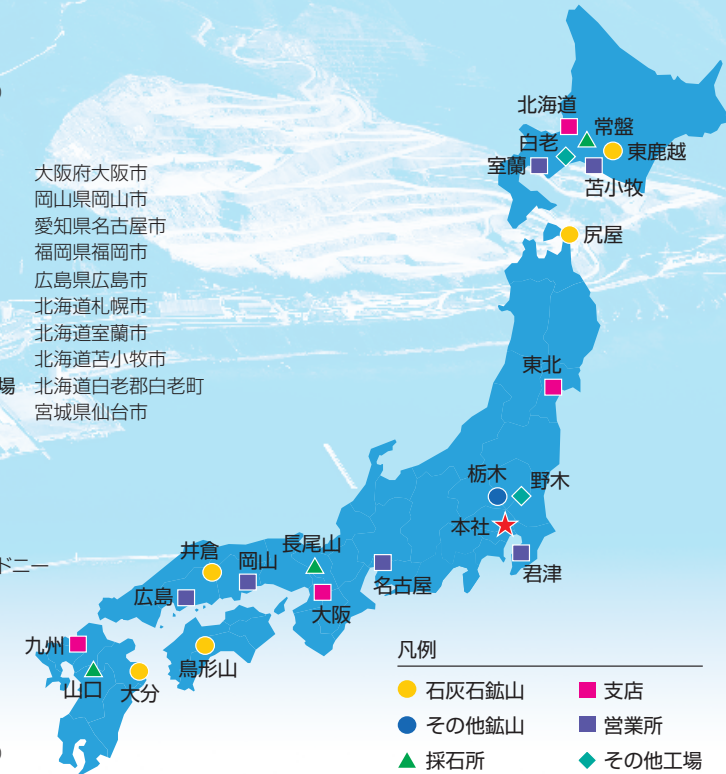 )
大阪府大阪市
岡山県岡山市
愛知県名古屋市
福岡県福岡市
広島県広島市
北海道札幌市
北海道室蘭市
北海道苫小牧市
場 北海道白老郡白老町
宮城県仙台市
ドニー
)
北海道
常盤
白老
東鹿越
室蘭
苫小牧
尻屋
東北
栃木
野木
本社
君津
長尾山
井倉
岡山
名古屋
広島
大阪
九州
鳥形山
山口
大分
凡例
石灰石鉱山
支店
その他鉱山
営業所
採石所
その他工場